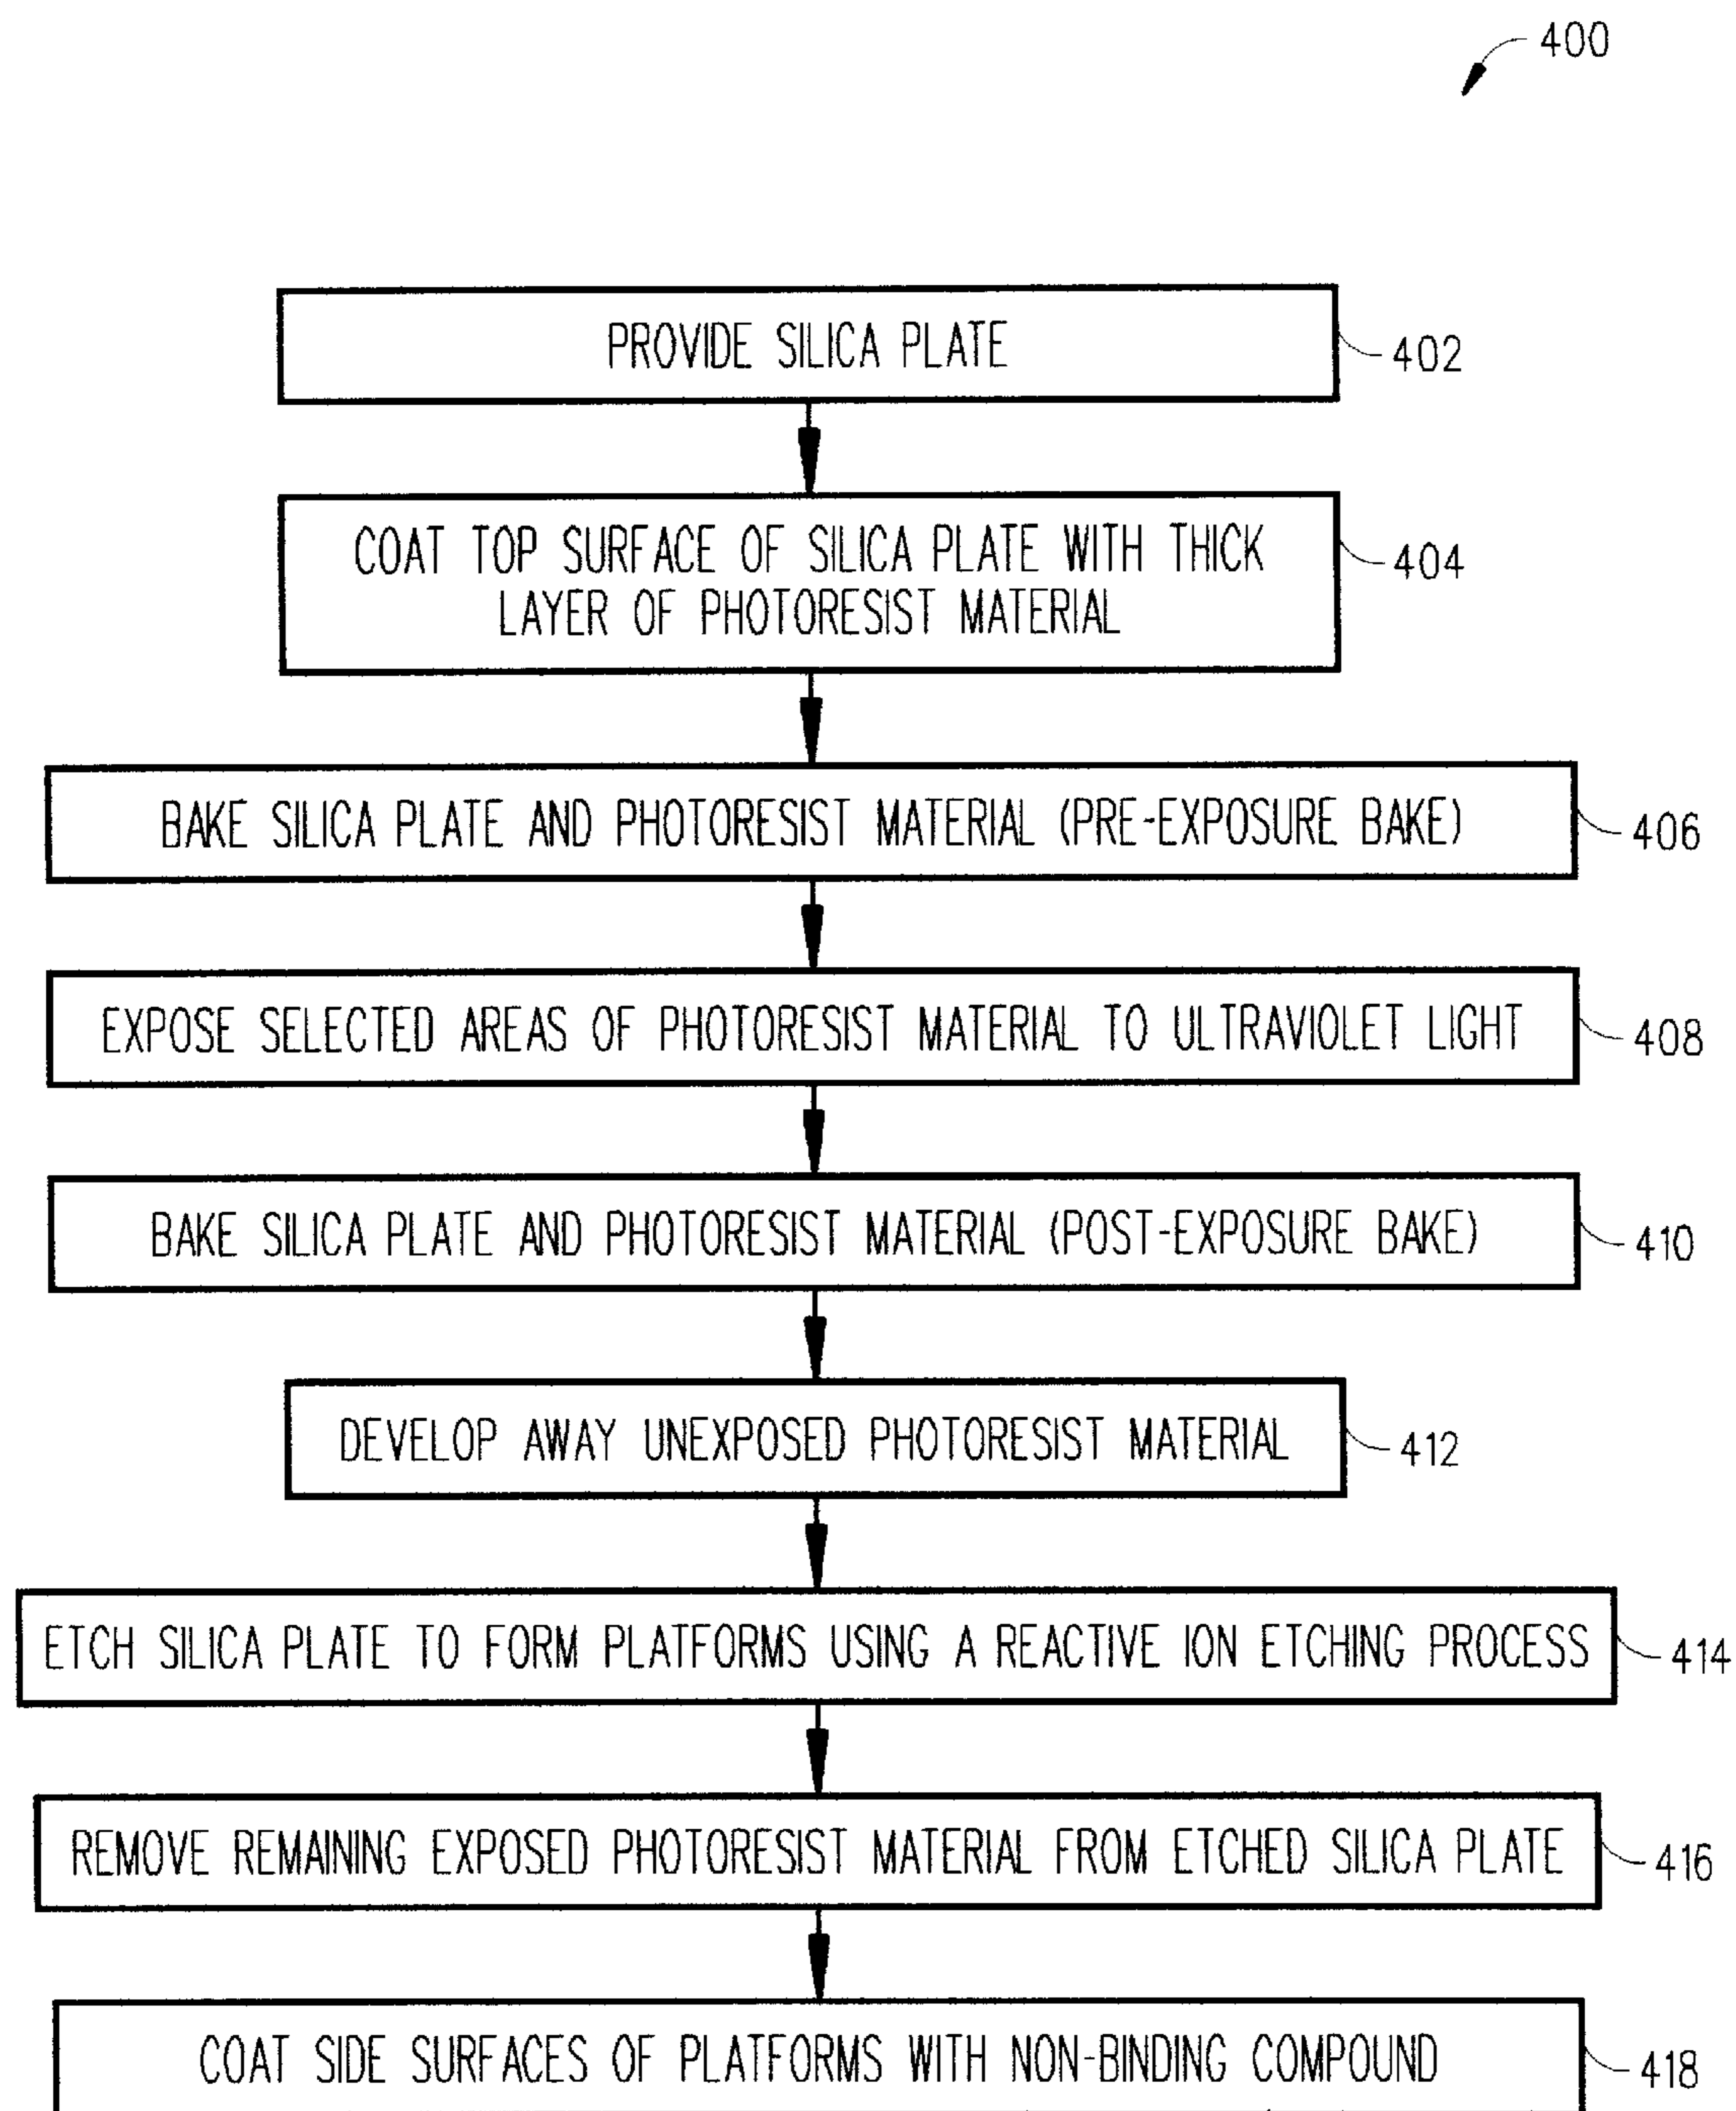 400
PROVIDE SILICA PLATE
402
COAT TOP SURFACE OF SILICA PLATE WITH THICK
LAYER OF PHOTORESIST MATERIAL
404
BAKE SILICA PLATE AND PHOTORESIST MATERIAL (PRE-EXPOSURE BAKE)
406
EXPOSE SELECTED AREAS OF PHOTORESIST MATERIAL TO ULTRAVIOLET LIGHT
408
BAKE SILICA PLATE AND PHOTORESIST MATERIAL (POST-EXPOSURE BAKE)
410
DEVELOP AWAY UNEXPOSED PHOTORESIST MATERIAL
412
ETCH SILICA PLATE TO FORM PLATFORMS USING A REACTIVE ION ETCHING PROCESS
414
REMOVE REMAINING EXPOSED PHOTORESIST MATERIAL FROM ETCHED SILICA PLATE
416
COAT SIDE SURFACES OF PLATFORMS WITH NON-BINDING COMPOUND
418